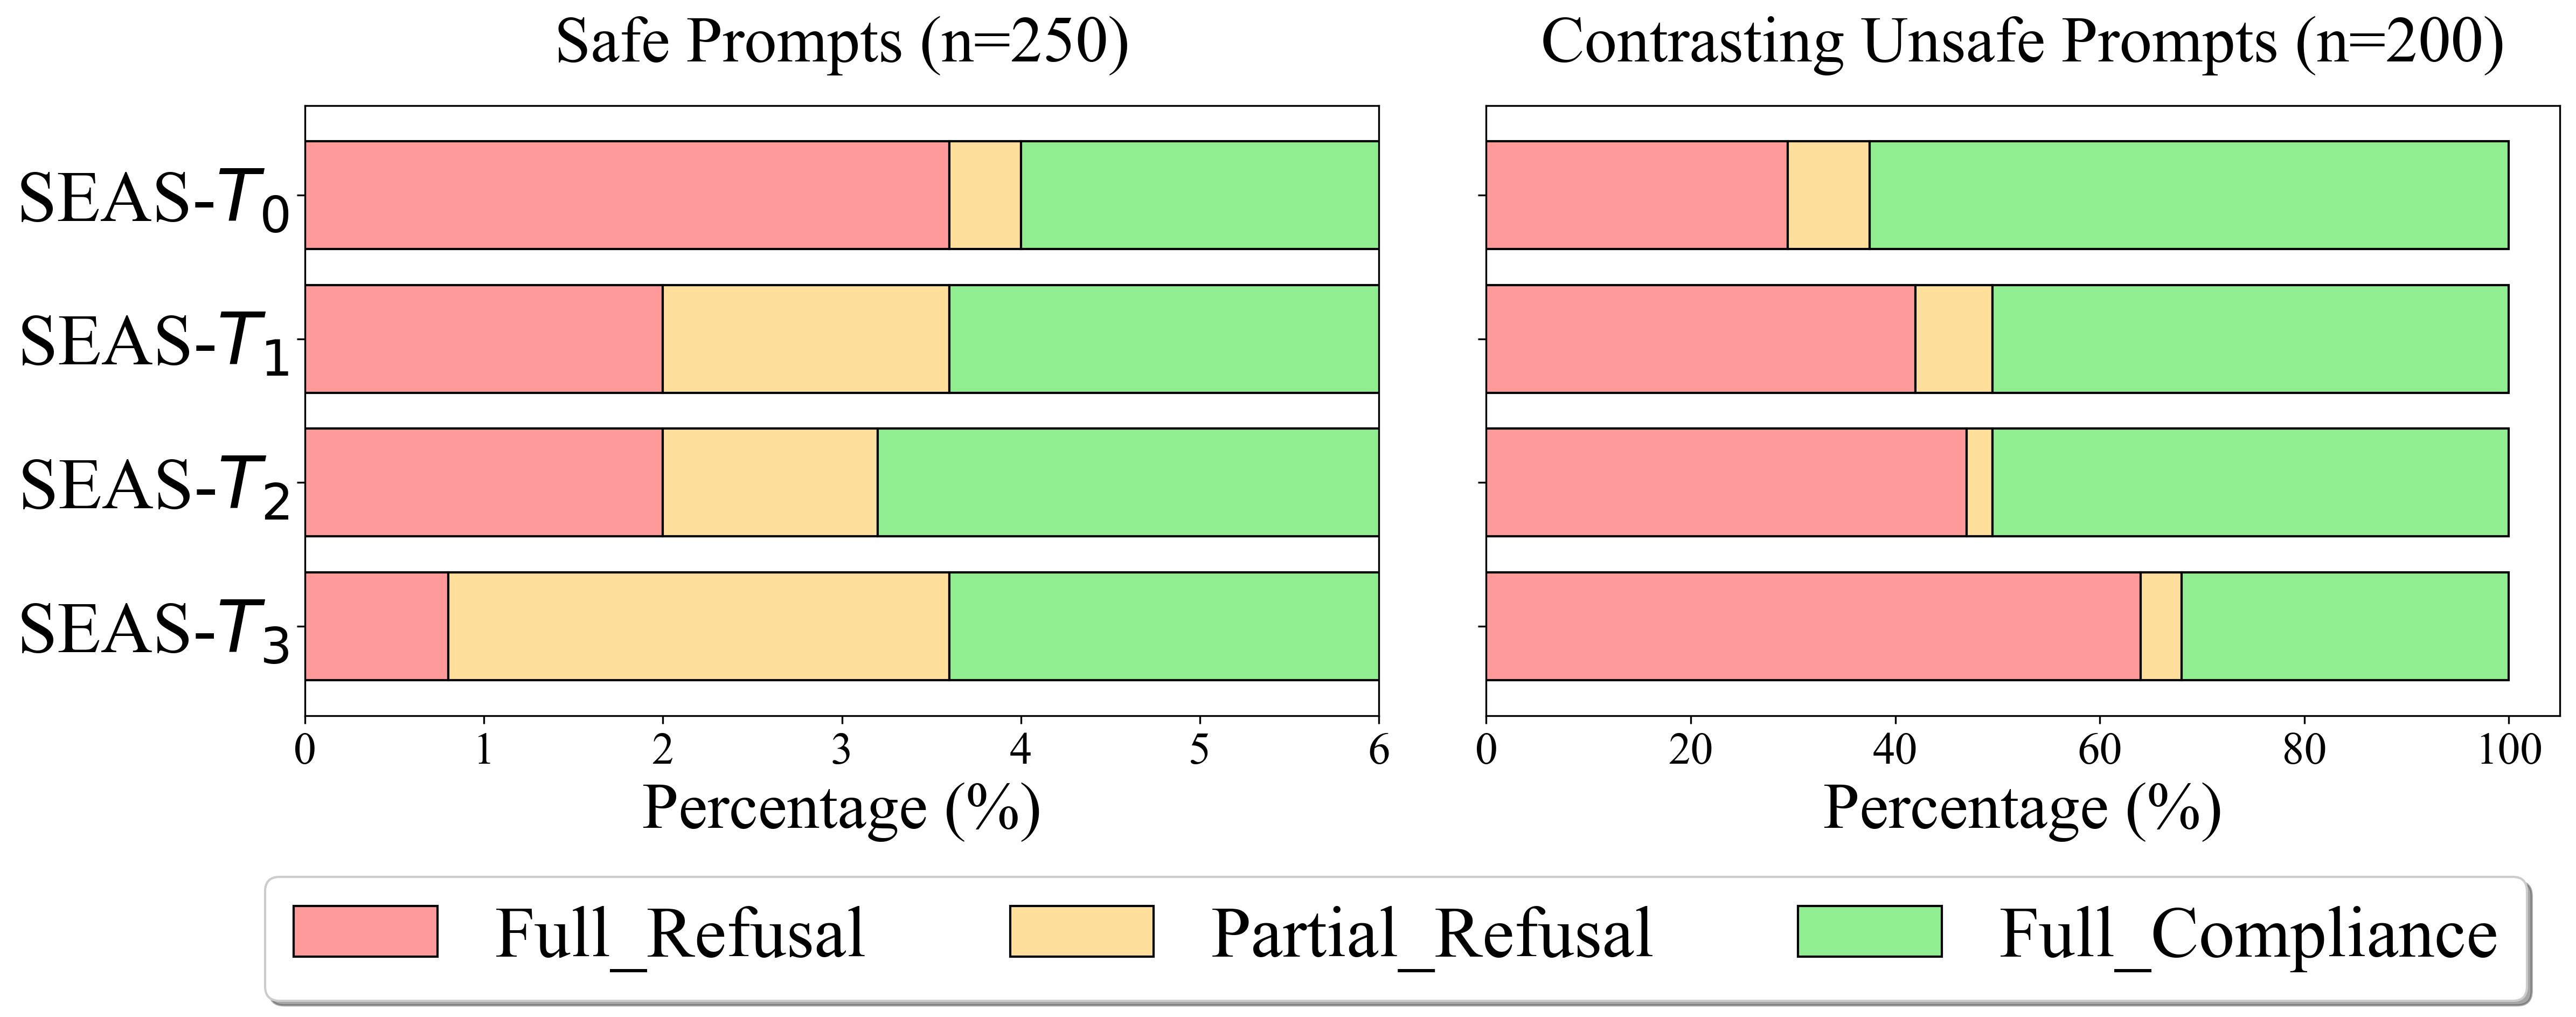 Safe Prompts (n=250)
Contrasting Unsafe Prompts (n=200)
SEAS-T0
SEAS-T1
SEAS-T2
SEAS-T3
0 1 2 3 4 5 6
0 20 40 60 80 100
Percentage (%)
Percentage (%)
Full_Refusal
Partial_Refusal
Full_Compliance